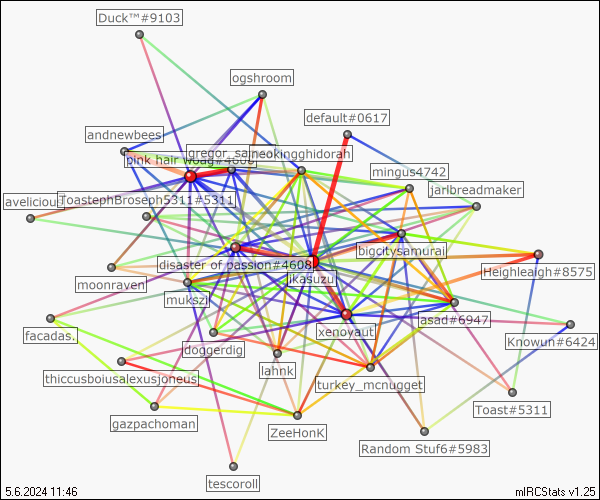 Duck™#9103
ogshroom
default#0617
andnewbees
gregor_sa
neokingghidorah
pink hair woag#4608
mingus4742
jarlbreadmaker
avelicious
ToastephBroseph5311#5311
bigcitysamurai
disaster of passion#4608
Heighleaigh#8575
ikasuzu
moonraven
mukszi
asad#6947
xenoyaut
facadas.
Knowun#6424
doggerdig
lahnk
thiccusboiusalexusjoneus
turkey_mcnugget
Toast#5311
gazpachoman
ZeeHonK
Random Stuf6#5983
tescoroll
5.6.2024 11:46
mIRCStats v1.25